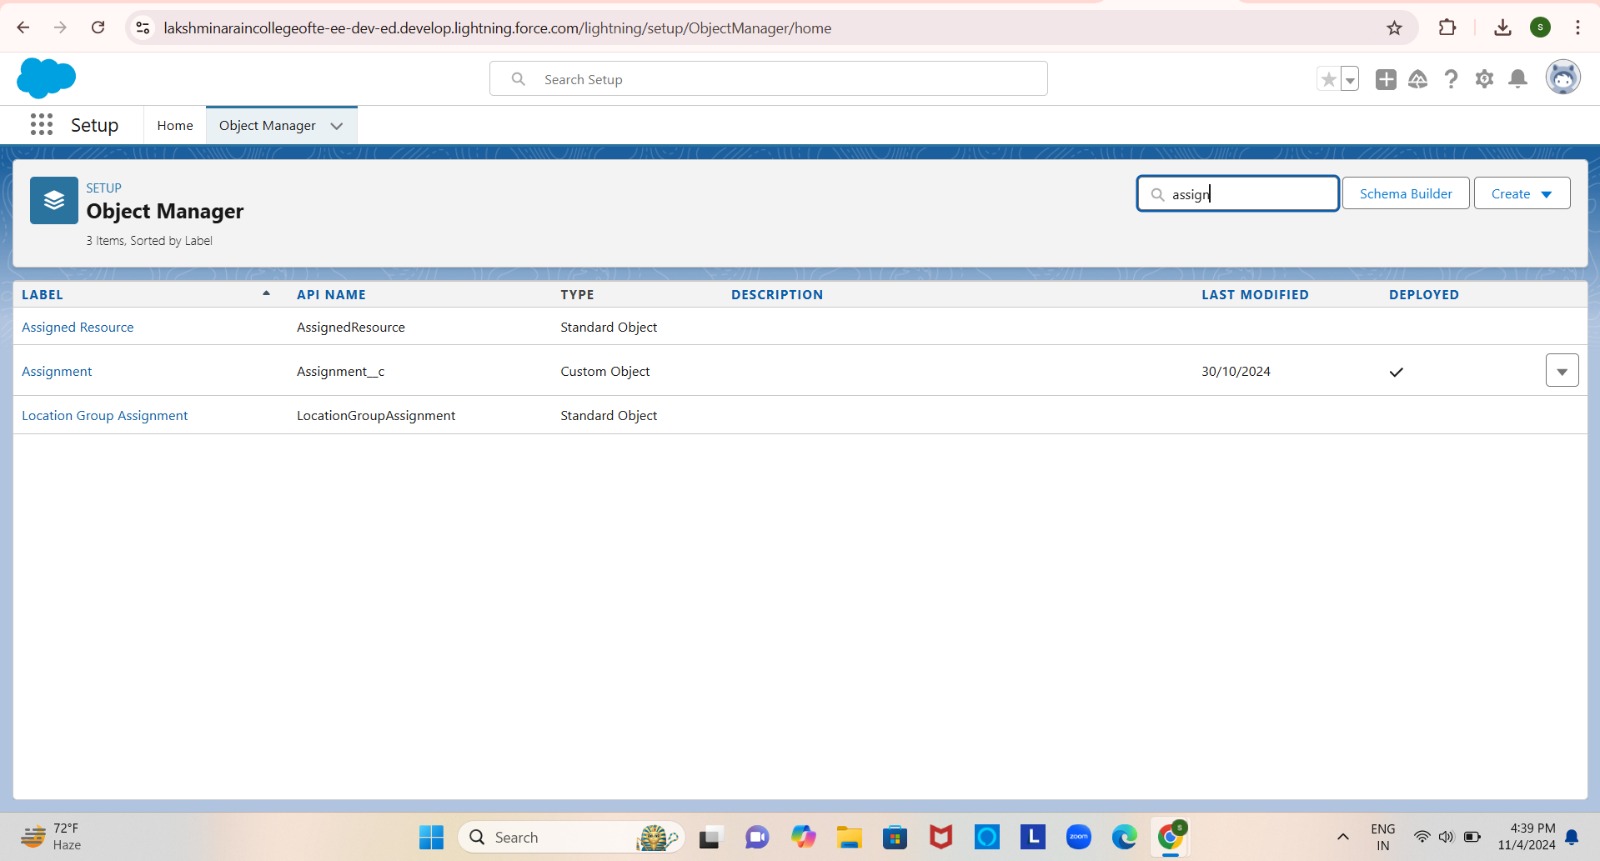 lakshminaraincollegeofte-ee-dev-ed.develop.lightning.force.com/lightning/setup/ObjectManager/home
S
Search Setup
Setup
Home
Object Manager
SETUP
Object Manager
3 Items, Sorted by Label
assign
Schema Builder
Create
LABEL API NAME TYPE DESCRIPTION LAST MODIFIED DEPLOYED
Assigned Resource AssignedResource Standard Object
Assignment Assignment__c Custom Object 30/10/2024
Location Group Assignment LocationGroupAssignment Standard Object
72°F
Haze
Search
L
zoom
S
ENG
IN
4:39 PM
11/4/2024